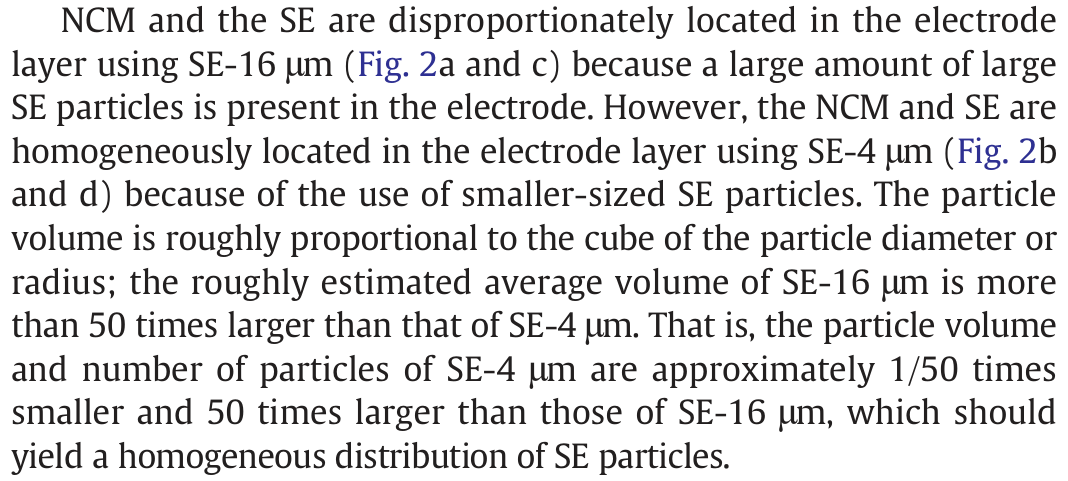 NCM and the SE are disproportionately located in the electrode
layer using SE-16 μm (Fig. 2a and c) because a large amount of large
SE particles is present in the electrode. However, the NCM and SE are
homogeneously located in the electrode layer using SE-4 μm (Fig. 2b
and d) because of the use of smaller-sized SE particles. The particle
volume is roughly proportional to the cube of the particle diameter or
radius; the roughly estimated average volume of SE-16 μm is more
than 50 times larger than that of SE-4 μm. That is, the particle volume
and number of particles of SE-4 μm are approximately 1/50 times
smaller and 50 times larger than those of SE-16 μm, which should
yield a homogeneous distribution of SE particles.